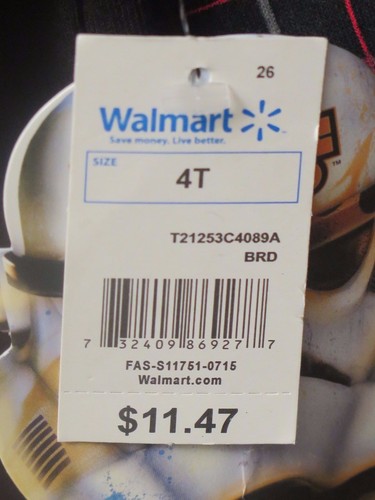 26
Walmart
Save money. Live better.
SIZE
4T
T21253C4089A
BRD
7 32409 86927 7
FAS-S11751-0715
Walmart.com
$11.47
TM